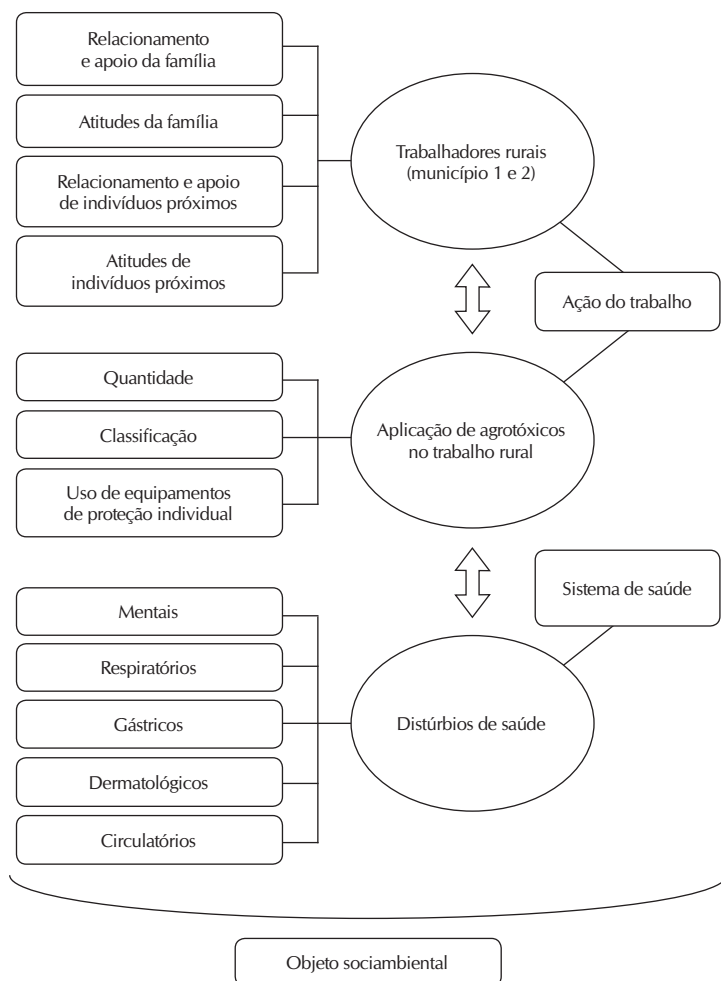 Relacionamento
e apoio da família
Atitudes da família
Relacionamento e apoio
de indivíduos próximos
Atitudes de
indivíduos próximos
Trabalhadores rurais
(município 1 e 2)
Ação do trabalho
Quantidade
Classificação
Uso de equipamentos
de proteção individual
Aplicação de agrotóxicos
no trabalho rural
Sistema de saúde
Mentais
Respiratórios
Gástricos
Dermatológicos
Circulatórios
Distúrbios de saúde
Objeto sociambiental